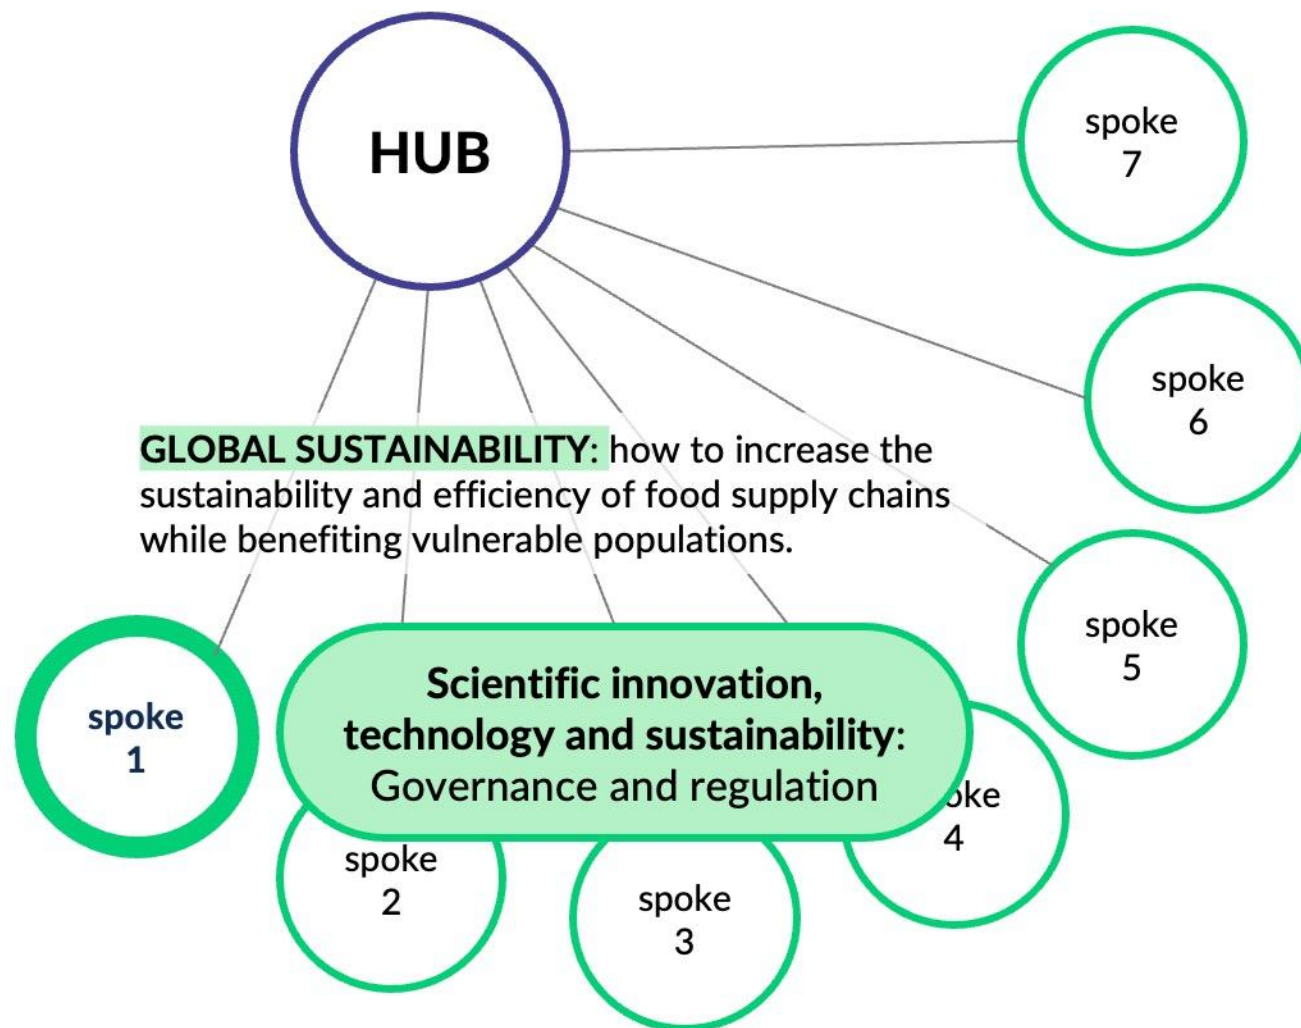 HUB
spoke
7
spoke
6
GLOBAL SUSTAINABILITY: how to increase the
sustainability and efficiency of food supply chains
while benefiting vulnerable populations.
spoke
5
spoke
1
Scientific innovation,
technology and sustainability:
Governance and regulation
oke
4
spoke
2
spoke
3